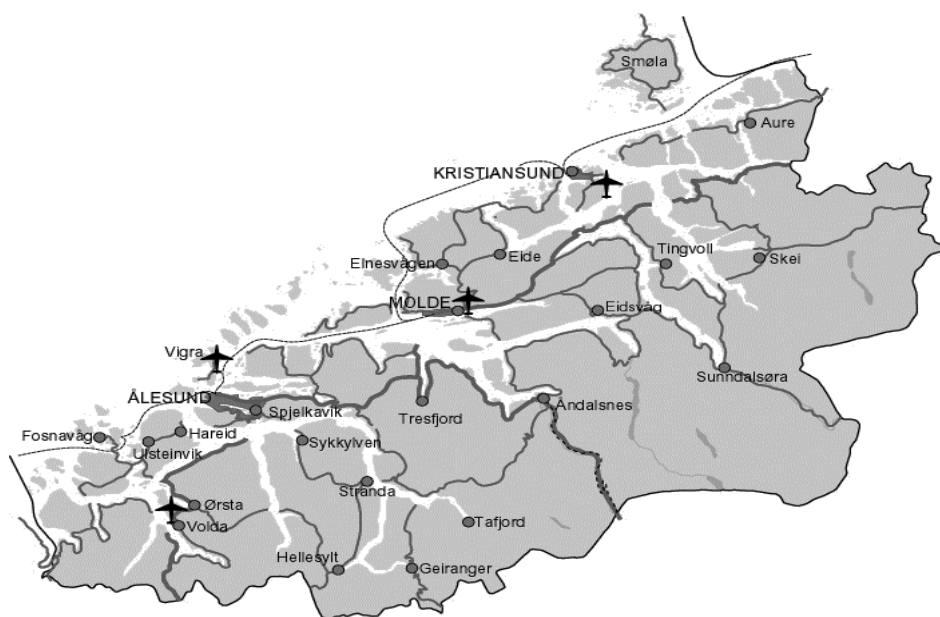 Smøla
Aure
KRISTIANSUND
Tingvoll
Eide
Skei
Elnesvågen
MOLDE
Eidsvåg
Vigra
Sunndalsøra
ÅLESUND
Åndalsnes
Spjelkavik
Tresfjord
Fosnavåg
Hareid
Ulsteinvik
Sykkylven
Stranda
Ørsta
Volda
Tafjord
Hellesylt
Geiranger